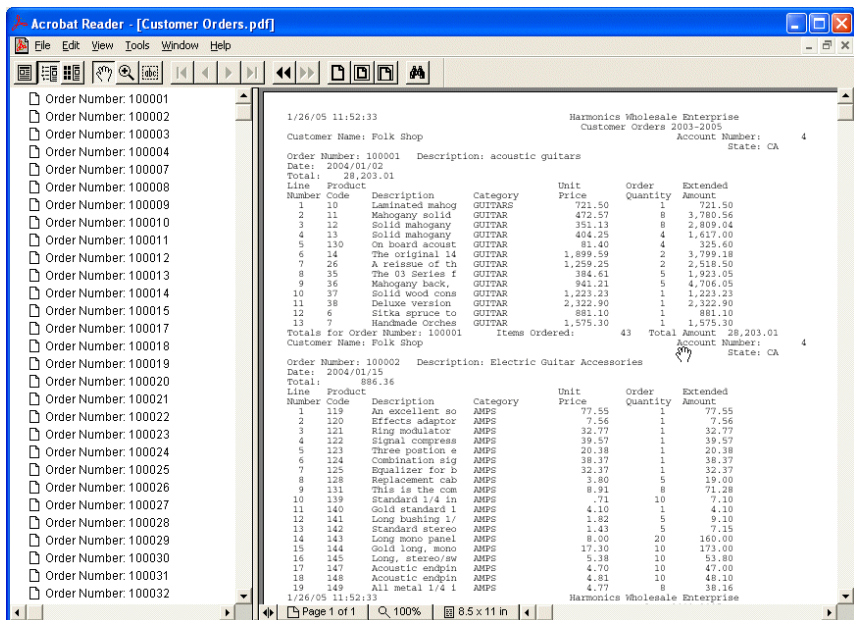 Acrobat Reader - [Customer Orders.pdf]
File Edit View Tools Window Help
Order Number: 100001
Order Number: 100002
Order Number: 100003
Order Number: 100004
Order Number: 100007
Order Number: 100008
Order Number: 100009
Order Number: 100010
Order Number: 100011
Order Number: 100012
Order Number: 100013
Order Number: 100014
Order Number: 100015
Order Number: 100017
Order Number: 100018
Order Number: 100019
Order Number: 100020
Order Number: 100021
Order Number: 100022
Order Number: 100023
Order Number: 100024
Order Number: 100025
Order Number: 100026
Order Number: 100027
Order Number: 100028
Order Number: 100029
Order Number: 100030
Order Number: 100031
Order Number: 100032
1/26/05 11:52:33 Harmonics Wholesale Enterprise
Customer Orders 2003-2005
Customer Name: Folk Shop Account Number: 4
State: CA
Order Number: 100001 Description: acoustic guitars
Date: 2004/01/02
Total: 28,203.01
Line Product Unit Order Extended
Number Code Description Category Price Quantity Amount
1 10 Laminated mahog GUITARS 721.50 1 721.50
2 11 Mahogany solid GUITAR 472.57 8 3,780.56
3 12 Solid mahogany GUITAR 351.13 8 2,809.04
4 13 Solid mahogany GUITAR 404.25 4 1,617.00
5 130 On board acoust GUITAR 81.40 4 325.60
6 14 The original 14 GUITAR 1,899.59 2 3,799.18
7 26 A reissue of th GUITAR 1,259.25 2 2,518.50
8 35 The 03 Series f GUITAR 384.61 5 1,923.05
9 36 Mahogany back, GUITAR 941.21 5 4,706.05
10 37 Solid wood cons GUITAR 1,223.23 1 1,223.23
11 38 Deluxe version GUITAR 2,322.90 1 2,322.90
12 6 Sitka spruce to GUITAR 881.10 1 881.10
13 7 Handmade Orches GUITAR 1,575.30 1 1,575.30
Totals for Order Number: 100001 Items Ordered: 43 Total Amount 28,203.01
Customer Name: Folk Shop Account Number: 4
State: CA
Order Number: 100002 Description: Electric Guitar Accessories
Date: 2004/01/15
Total: 886.36
Line Product Unit Order Extended
Number Code Description Category Price Quantity Amount
1 119 An excellent so AMPS 77.55 1 77.55
2 120 Effects adaptor AMPS 7.56 1 7.56
3 121 Ring modulator AMPS 32.77 1 32.77
4 122 Signal compress AMPS 39.57 1 39.57
5 123 Three postion e AMPS 20.38 1 20.38
6 124 Combination sig AMPS 38.37 1 38.37
7 125 Equalizer for b AMPS 32.37 1 32.37
8 128 Replacement cab AMPS 3.80 5 19.00
9 131 This is the com AMPS 8.91 8 71.28
10 139 Standard 1/4 in AMPS .71 10 7.10
11 140 Gold standard 1 AMPS 4.10 1 4.10
12 141 Long bushing 1/ AMPS 1.82 5 9.10
13 142 Standard stereo AMPS 1.43 5 7.15
14 143 Long mono panel AMPS 8.00 20 160.00
15 144 Gold long, mono AMPS 17.30 10 173.00
16 145 Long, stereo/sw AMPS 5.38 10 53.80
17 147 Acoustic endpin AMPS 4.70 10 47.00
18 148 Acoustic endpin AMPS 4.81 10 48.10
19 149 All metal 1/4 i AMPS 4.77 8 38.16
1/26/05 11:52:33 Harmonics Wholesale Enterprise
Page 1 of 1 100% 8.5 x 11 in